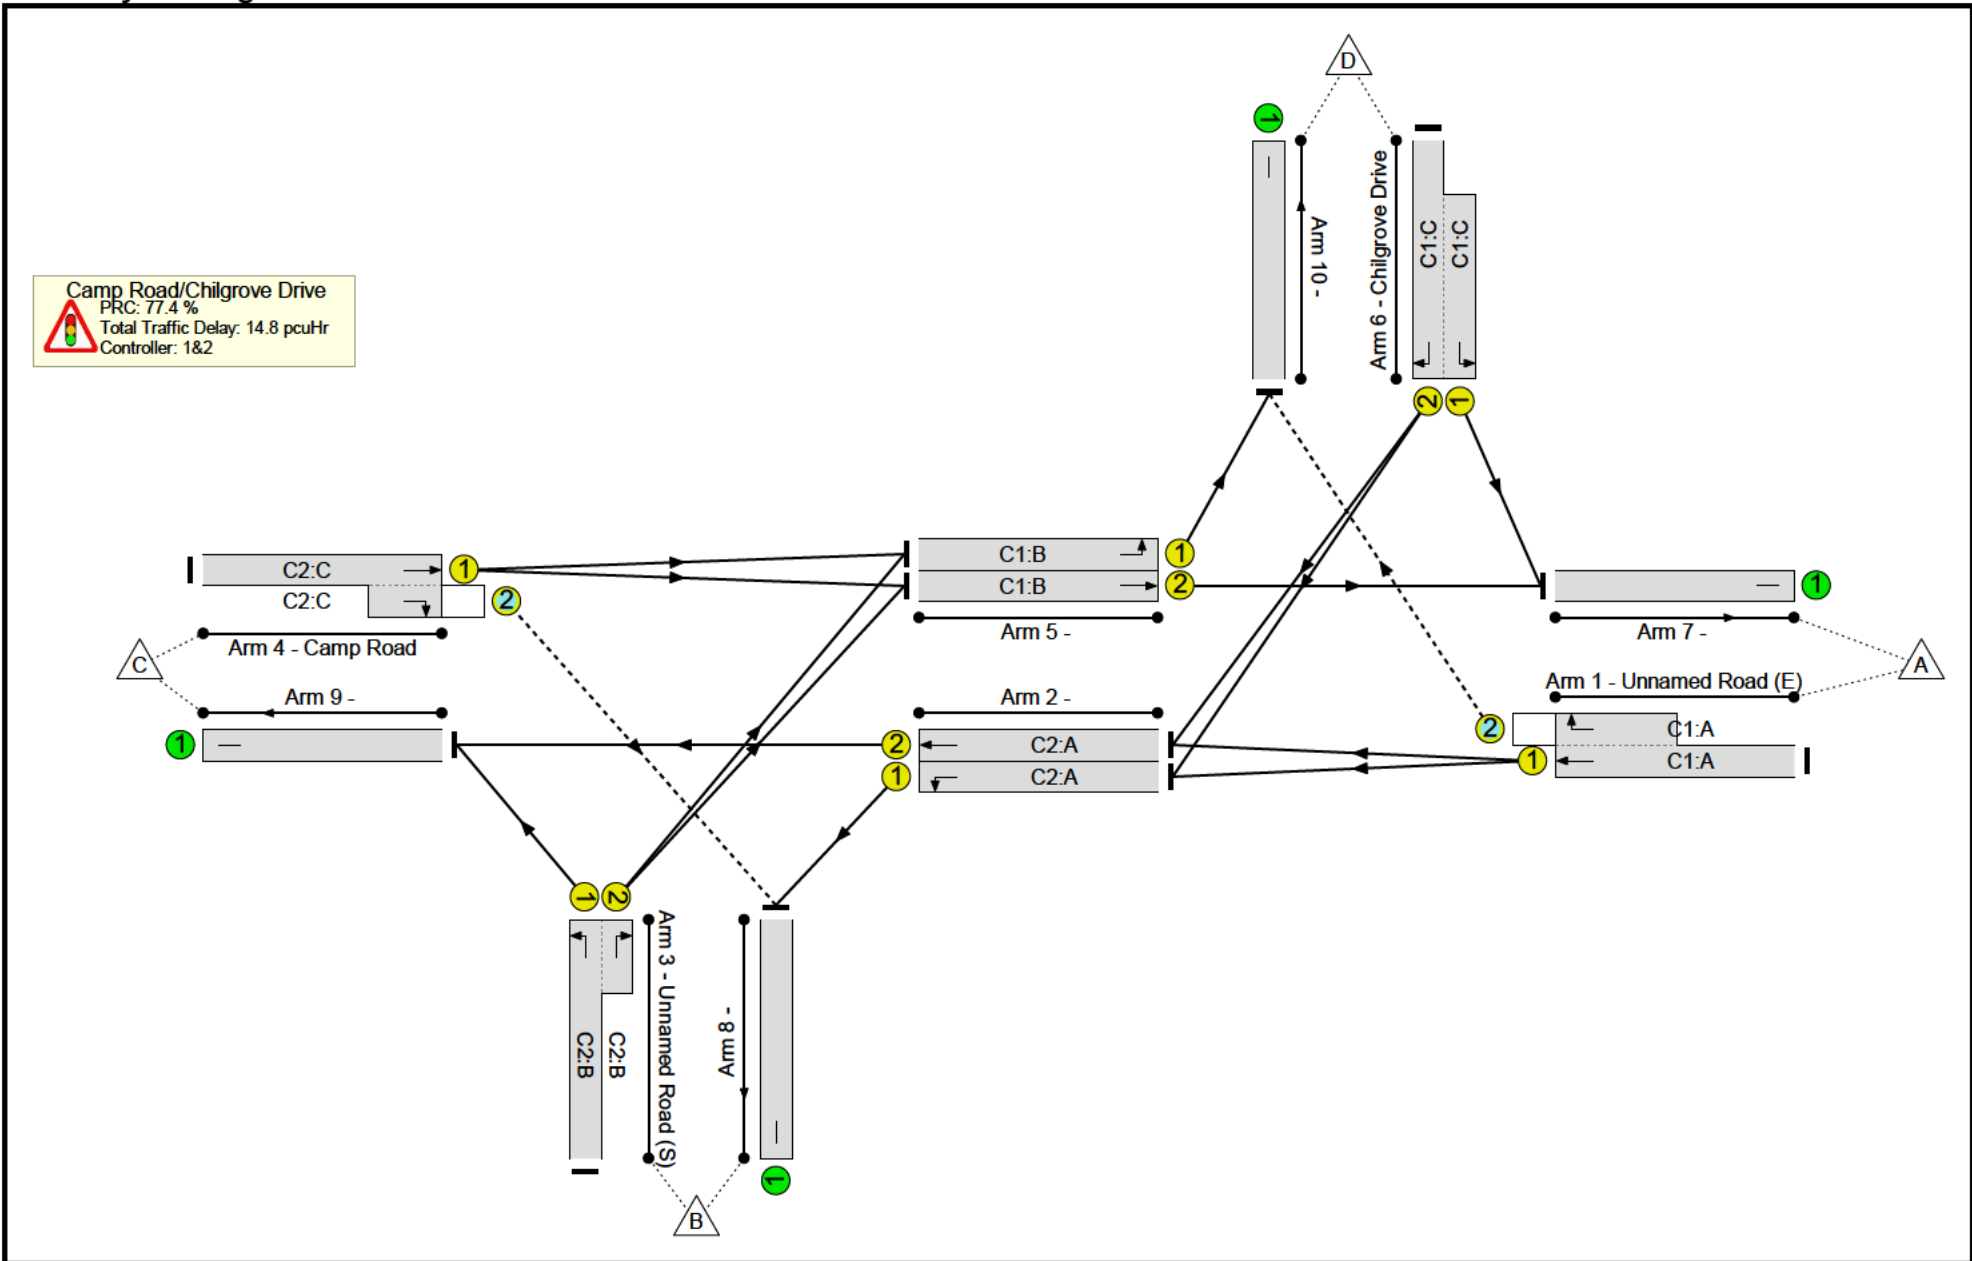 D
1
Arm 10 -
Arm 6 - Chilgrove Drive
C1:C
C1:C
2
1
Camp Road/Chilgrove Drive
PRC: 77.4 %
Total Traffic Delay: 14.8 pcuHr
Controller: 1&2
C2:C
1
C2:C
2
Arm 4 - Camp Road
C
Arm 9 -
1
C1:B
1
C1:B
2
Arm 5 -
1
Arm 7 -
A
Arm 1 - Unnamed Road (E)
2
C1:A
1
C1:A
Arm 2 -
2
C2:A
1
C2:A
1
2
C2:B
C2:B
Arm 3 - Unnamed Road (S)
Arm 8 -
1
B